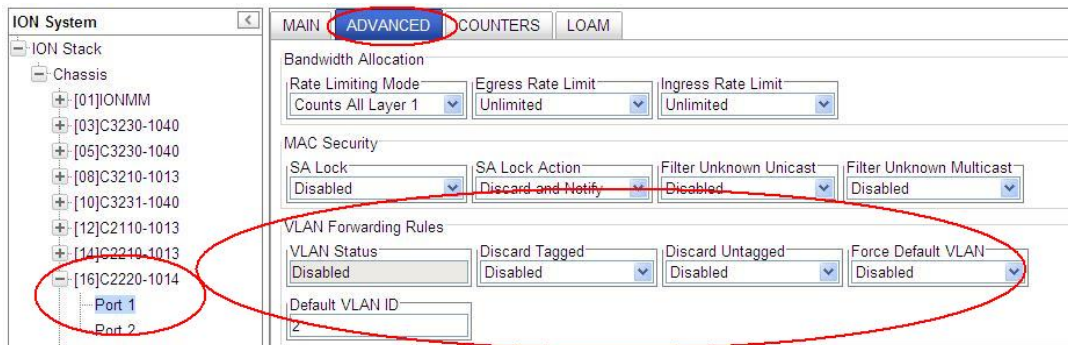 ION System
ION Stack
Chassis
[01]IONMM
[03]C3230-1040
[05]C3230-1040
[08]C3210-1013
[10]C3231-1040
[12]C2110-1013
[14]C2210-1013
[16]C2220-1014
Port 1
Port 2
MAIN ADVANCED COUNTERS LOAM
Bandwidth Allocation
Rate Limiting Mode Egress Rate Limit Ingress Rate Limit
Counts All Layer 1 Unlimited Unlimited
MAC Security
SA Lock SA Lock Action Filter Unknown Unicast Filter Unknown Multicast
Disabled Discard and Notify Disabled Disabled
VLAN Forwarding Rules
VLAN Status Discard Tagged Discard Untagged Force Default VLAN
Disabled Disabled Disabled Disabled
Default VLAN ID
2